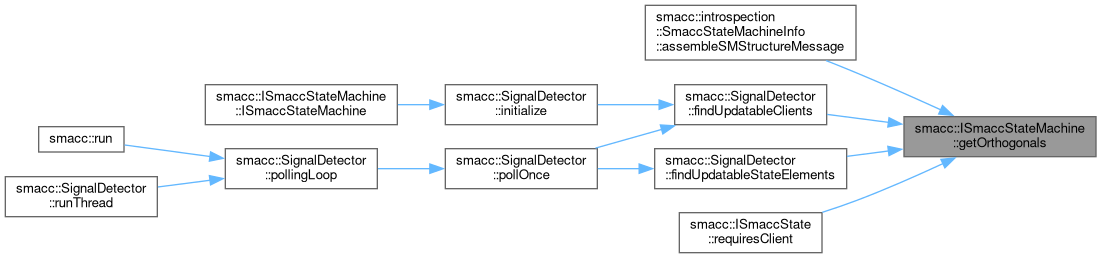 smacc::introspection
::SmaccStateMachineInfo
::assembleSMStructureMessage
smacc::ISmaccStateMachine
::ISmaccStateMachine
smacc::SignalDetector
::initialize
smacc::SignalDetector
::findUpdatableClients
smacc::ISmaccStateMachine
::getOrthogonals
smacc::run
smacc::SignalDetector
::pollingLoop
smacc::SignalDetector
::pollOnce
smacc::SignalDetector
::findUpdatableStateElements
smacc::SignalDetector
::runThread
smacc::ISmaccState
::requiresClient